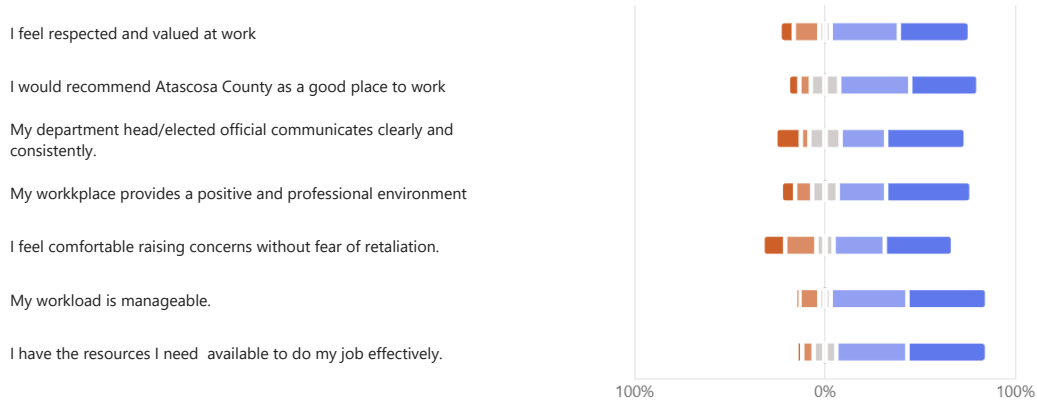 I feel respected and valued at work
I would recommend Atascosa County as a good place to work
My department head/elected official communicates clearly and
consistently.
My workkplace provides a positive and professional environment
I feel comfortable raising concerns without fear of retaliation.
My workload is manageable.
I have the resources I need  available to do my job effectively.
100%
0%
100%